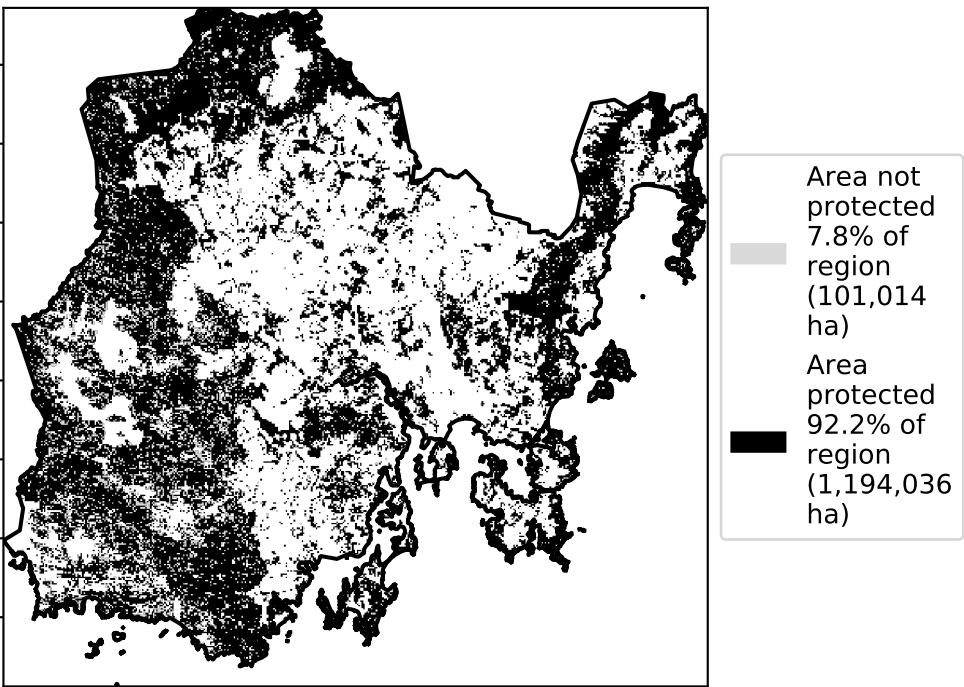 Area not
protected
7.8% of
region
(101,014
ha)
Area
protected
92.2% of
region
(1,194,036
ha)